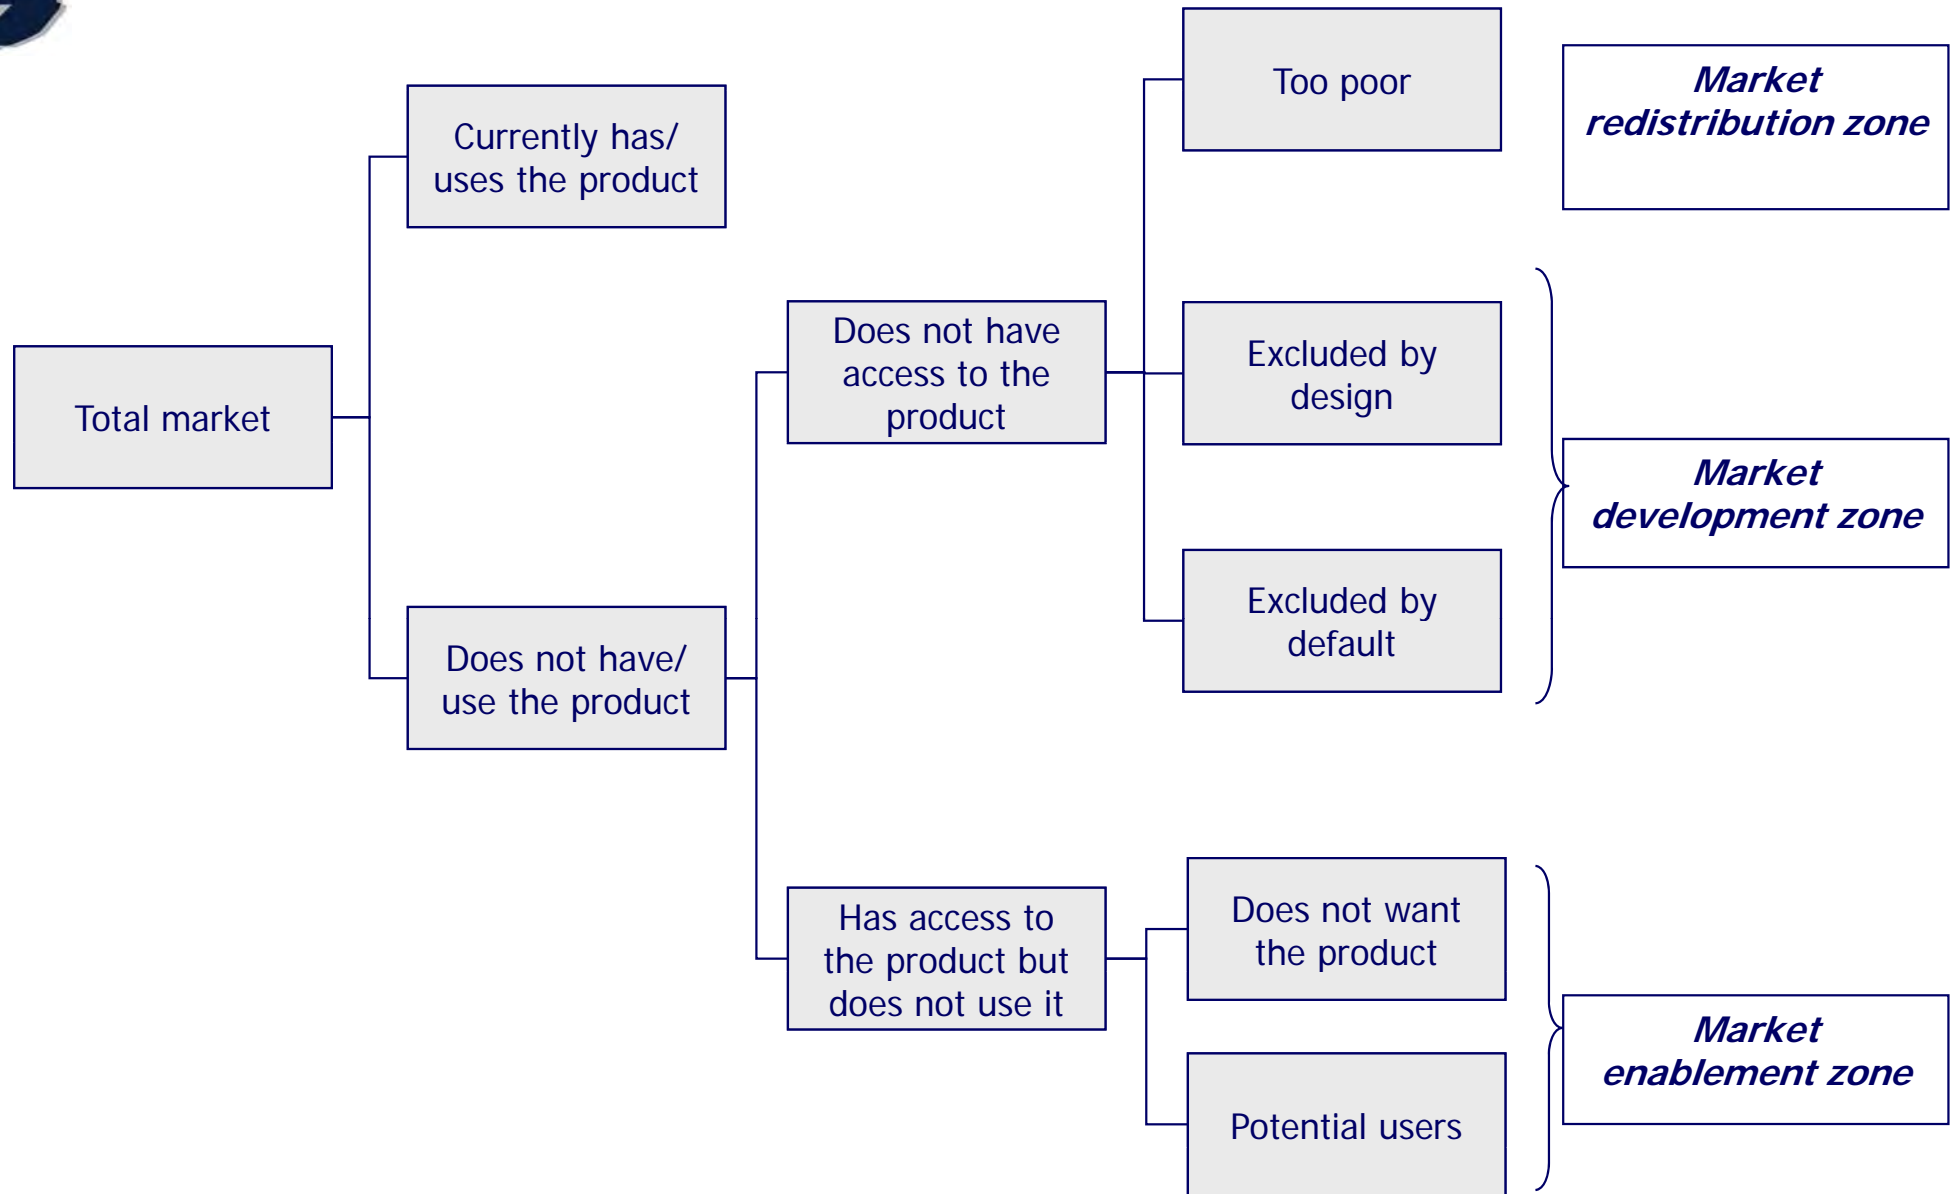 Total market
Currently has/
uses the product
Does not have/
use the product
Does not have
access to the
product
Has access to
the product but
does not use it
Too poor
Excluded by
design
Excluded by
default
Does not want
the product
Potential users
Market
redistribution zone
Market
development zone
Market
enablement zone